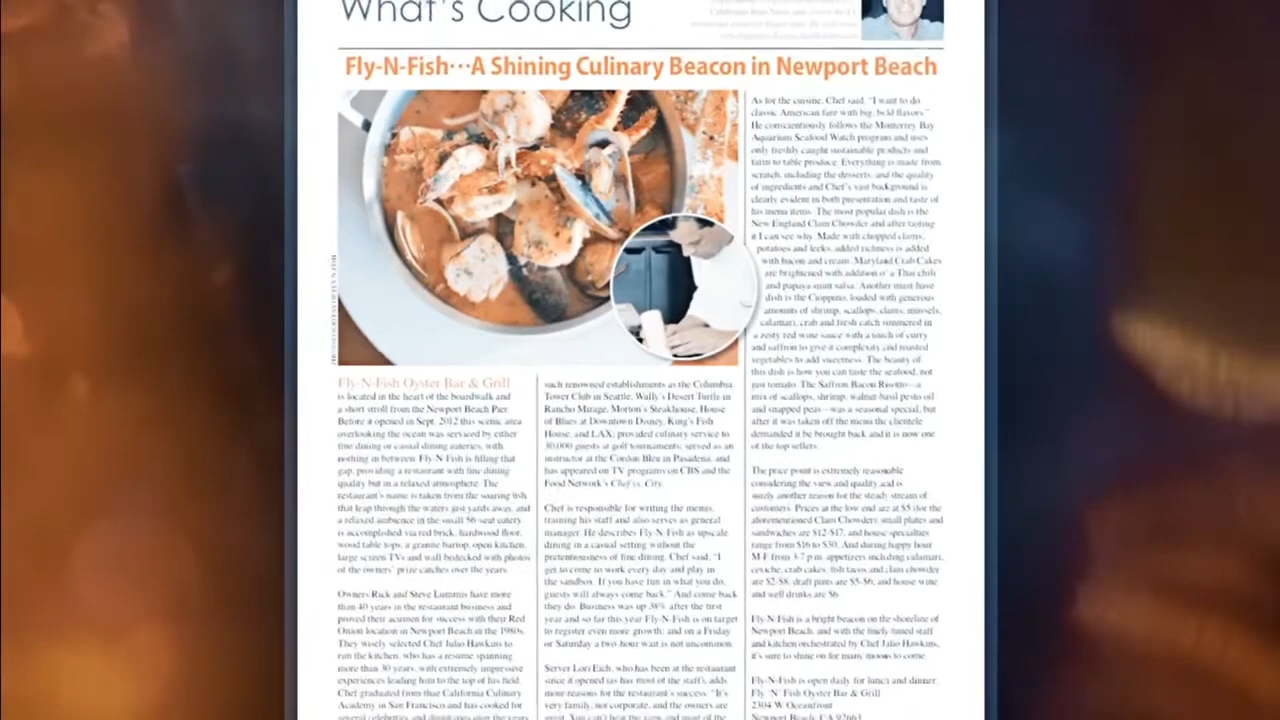 What's Cooking
Fly-N-Fish···A Shining Culinary Beacon in Newport Beach
Fly-N-Fish Oyster Bar & Grill
is located in the heart of the boardwalk and
a short stroll from the Newport Beach Pier.
Before it opened in Sept. 2012 this scenic area
overlooking the ocean was serviced by either
fine dining or casual dining eateries, with
nothing in between. Fly-N-Fish is filling that
gap, providing a restaurant with fine dining
quality but in a relaxed atmosphere. The
restaurant's name is taken from the soaring fish
that leap through the waters just yards away, and
a relaxed ambience in the small 86-seat eatery
is accomplished via red brick, hardwood floor,
wood table tops, a granite bartop, open kitchen,
large screen TVs and wall bedecked with photos
of the owners' prize catches over the years.
Owners Rick and Steve Lummis have more
than 40 years in the restaurant business and
proved their acumen for success with their Red
Onion location in Newport Beach in the 1980s.
They wisely selected Chef Julio Hawkins to
run the kitchen, who has a resume spanning
more than 30 years, with extremely impressive
experiences leading him to the top of his field.
Chef graduated from that California Culinary
Academy in San Francisco and has cooked for
several celebrities and dignitaries over the years
such renowned establishments as the Columbia
Tower Club in Seattle, Wally's Desert Turtle in
Rancho Mirage, Morton's Steakhouse, House
of Blues at Downtown Disney, King's Fish
House, and LAX; provided culinary service to
30,000 guests at golf tournaments; served as an
instructor at the Cordon Bleu in Pasadena, and
has appeared on TV programs on CBS and the
Food Network's Chef vs. City.
Chef is responsible for writing the menus,
training his staff and also serves as general
manager. He describes Fly-N-Fish as upscale
dining in a casual setting without the
pretentiousness of fine dining. Chef said, "I
get to come to work every day and play in
the sandbox. If you have fun in what you do,
guests will always come back." And come back
they do. Business was up 38% after the first
year and so far this year Fly-N-Fish is on target
to register even more growth; and on a Friday
or Saturday a two-hour wait is not uncommon.
Server Lori Eich, who has been at the restaurant
since it opened (as has most of the staff), adds
more reasons for the restaurant's success: "It's
very family, not corporate, and the owners are
great. You can't beat the view, and most of the
As for the cuisine, Chef said, "I want to do
classic American fare with big, bold flavors."
He conscientiously follows the Monterrey Bay
Aquarium Seafood Watch program and uses
only freshly caught sustainable products and
farm to table produce. Everything is made from
scratch, including the desserts, and the quality
of ingredients and Chef's vast background is
clearly evident in both presentation and taste of
his menu items. The most popular dish is the
New England Clam Chowder and after tasting
it I can see why. Made with chopped clams,
potatoes and leeks, added richness is added
with bacon and cream. Maryland Crab Cakes
are brightened with addition of a Thai chili
and papaya-mint salsa. Another must have
dish is the Cioppino, loaded with generous
amounts of shrimp, scallops, clams, mussels,
calamari, crab and fresh catch simmered in
a zesty red wine sauce with a touch of curry
and saffron to give it complexity and roasted
vegetables to add sweetness. The beauty of
this dish is how you can taste the seafood, not
just tomato. The Saffron Bacon Risotto—a
mix of scallops, shrimp, walnut-basil pesto oil
and snapped peas—was a seasonal special, but
after it was taken off the menu the clientele
demanded it be brought back and it is now one
of the top sellers.
The price point is extremely reasonable
considering the view and quality and is
surely another reason for the steady stream of
customers. Prices at the low end are at $5 (for the
aforementioned Clam Chowder); small plates and
sandwiches are $12-$17, and house specialties
range from $16 to $30. And during happy hour
M-F from 3-7 p.m. appetizers including calamari,
ceviche, crab cakes, fish tacos and clam chowder
are $2-$8, draft pints are $5-$6, and house wine
and well drinks are $6.
Fly-N-Fish is a bright beacon on the shoreline of
Newport Beach, and with the finely tuned staff
and kitchen orchestrated by Chef Julio Hawkins,
it's sure to shine on for many moons to come.
Fly-N-Fish is open daily for lunch and dinner.
Fly "N" Fish Oyster Bar & Grill
2304 W. Oceanfront
Newport Beach, CA 92663